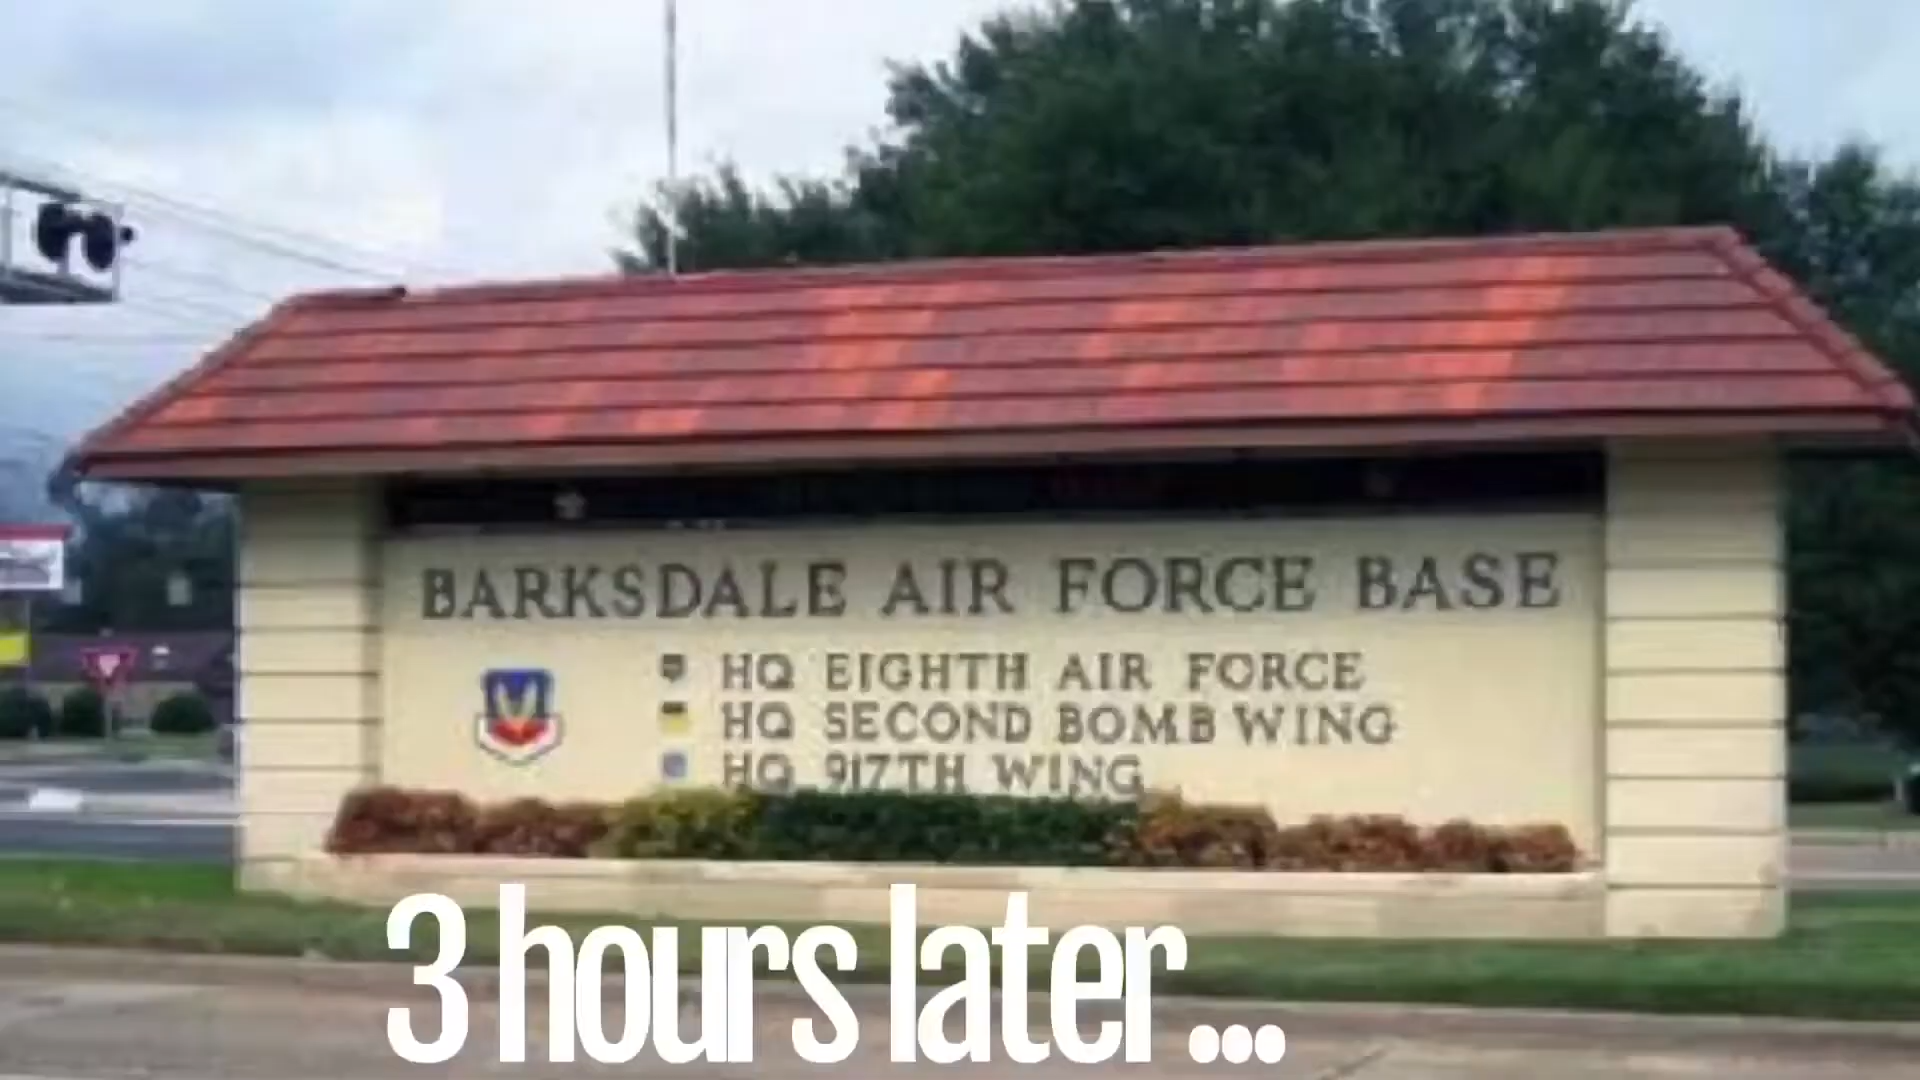 BARKSDALE AIR FORCE BASE
HQ EIGHTH AIR FORCE
HQ SECOND BOMB WING
HQ 917TH WING
3 hours later...